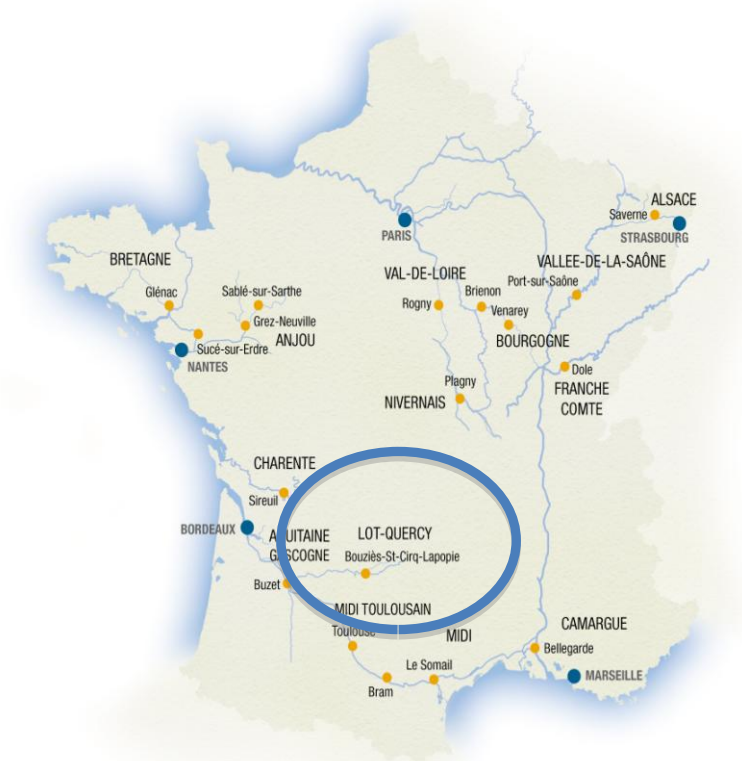 ALSACE
Saverne
STRASBOURG
PARIS
BRETAGNE
VALLEE-DE-LA-SAÔNE
VAL-DE-LOIRE
Port-sur-Saône
Glénac
Sablé-sur-Sarthe
Brienon
Rogny
Venarey
Grez-Neuville
ANJOU
BOURGOGNE
Sucé-sur-Erdre
NANTES
Dole
Plagny
FRANCHE
COMTE
NIVERNAIS
CHARENTE
Sireuil
BORDEAUX
AQUITAINE
GASCOGNE
LOT-QUERCY
Bouziès-St-Cirq-Lapopie
Buzet
MIDI TOULOUSAIN
Toulouse
MIDI
CAMARGUE
Bellegarde
Le Somail
MARSEILLE
Bram